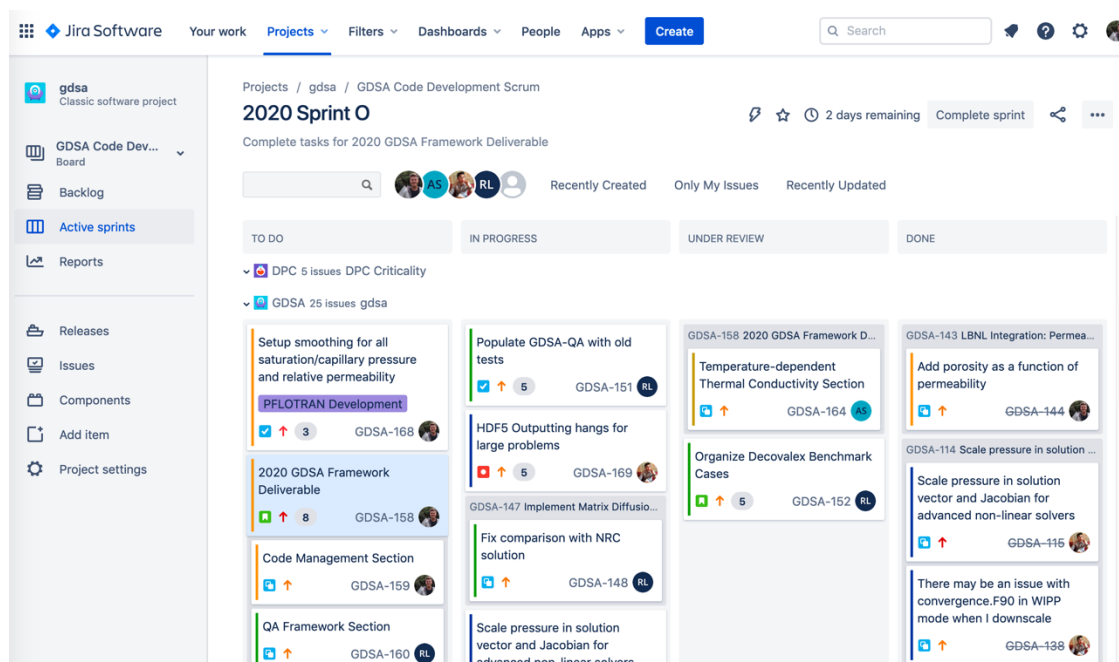 Jira Software Your work Projects Filters Dashboards People Apps Create Search
gdsa
Classic software project
GDSA Code Dev...
Board
Backlog
Active sprints
Reports
Releases
Issues
Components
Add item
Project settings
Projects / gdsa / GDSA Code Development Scrum
2020 Sprint O
2 days remaining Complete sprint
Complete tasks for 2020 GDSA Framework Deliverable
AS RL Recently Created Only My Issues Recently Updated
TO DO IN PROGRESS UNDER REVIEW DONE
DPC 5 issues DPC Criticality
GDSA 25 issues gdsa
Setup smoothing for all
saturation/capillary pressure
and relative permeability
PFLOTRAN Development
3 GDSA-168
2020 GDSA Framework
Deliverable
8 GDSA-158
Code Management Section
GDSA-159
QA Framework Section
GDSA-160 RL
Populate GDSA-QA with old
tests
5 GDSA-151 RL
HDF5 Outputting hangs for
large problems
5 GDSA-169
GDSA-147 Implement Matrix Diffusio...
Fix comparison with NRC
solution
GDSA-148 RL
Scale pressure in solution
vector and Jacobian for
advanced non-linear solvers
GDSA-158 2020 GDSA Framework D...
Temperature-dependent
Thermal Conductivity Section
GDSA-164 AS
Organize Decovalex Benchmark
Cases
5 GDSA-152 RL
GDSA-143 LBNL Integration: Permea...
Add porosity as a function of
permeability
GDSA-144
GDSA-114 Scale pressure in solution ...
Scale pressure in solution
vector and Jacobian for
advanced non-linear solvers
GDSA-115
There may be an issue with
convergence.F90 in WIPP
mode when I downscale
GDSA-138